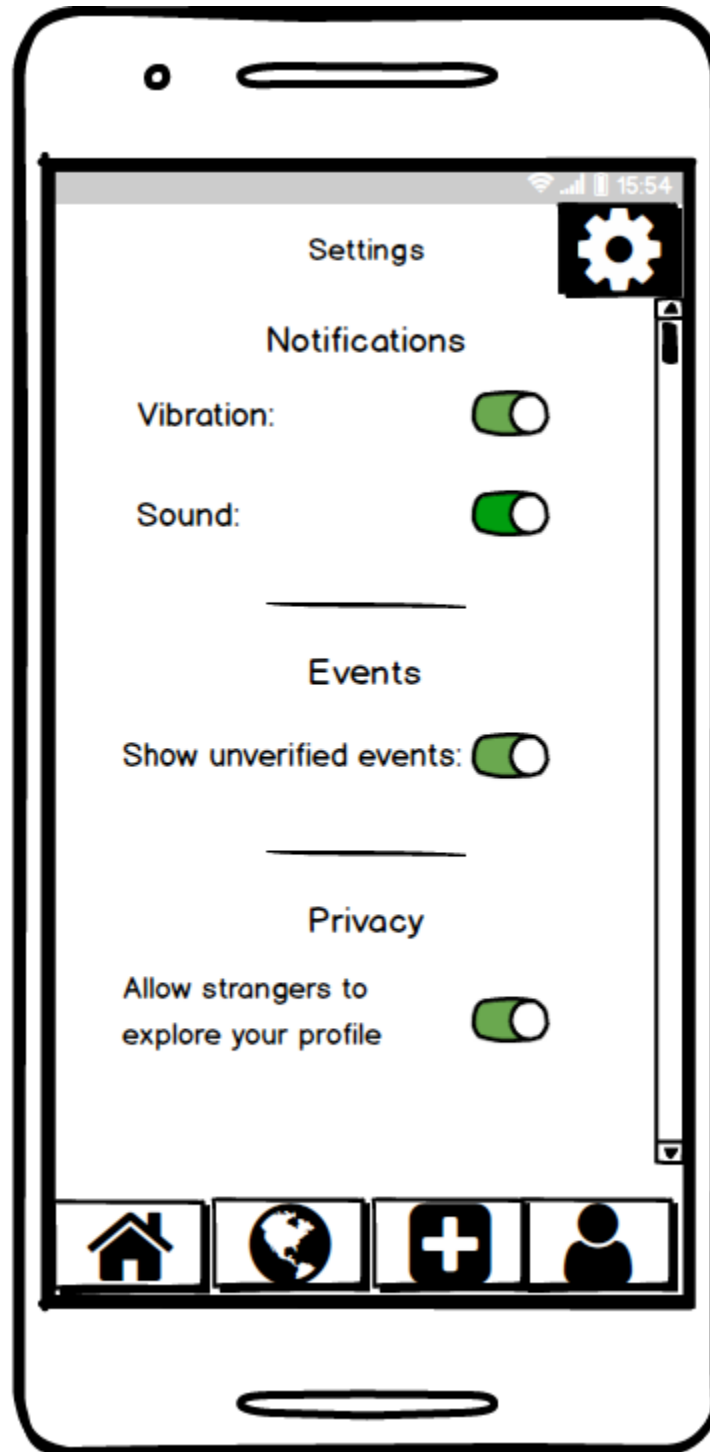 15:54
Settings
Notifications
Vibration:
Sound:
Events
Show unverified events:
Privacy
Allow strangers to
explore your profile